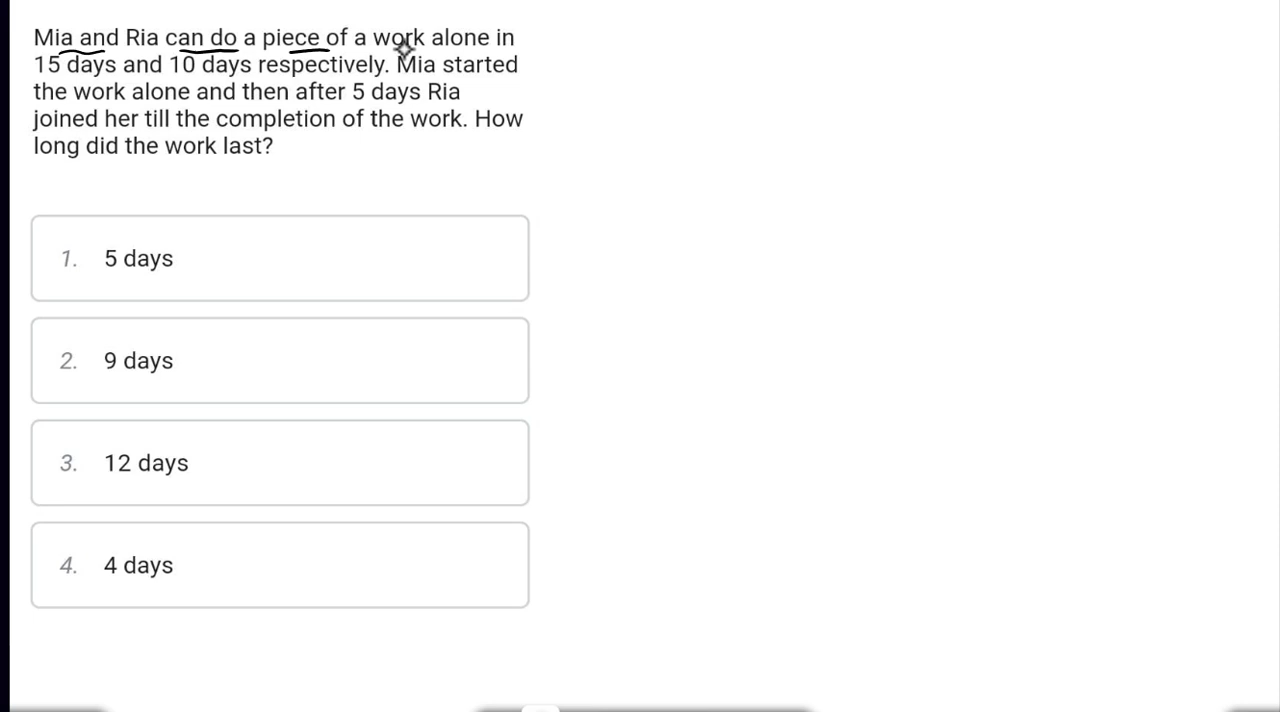 Mia and Ria can do a piece of a work alone in
15 days and 10 days respectively. Mia started
the work alone and then after 5 days Ria
joined her till the completion of the work. How
long did the work last?
1. 5 days
2. 9 days
3. 12 days
4. 4 days